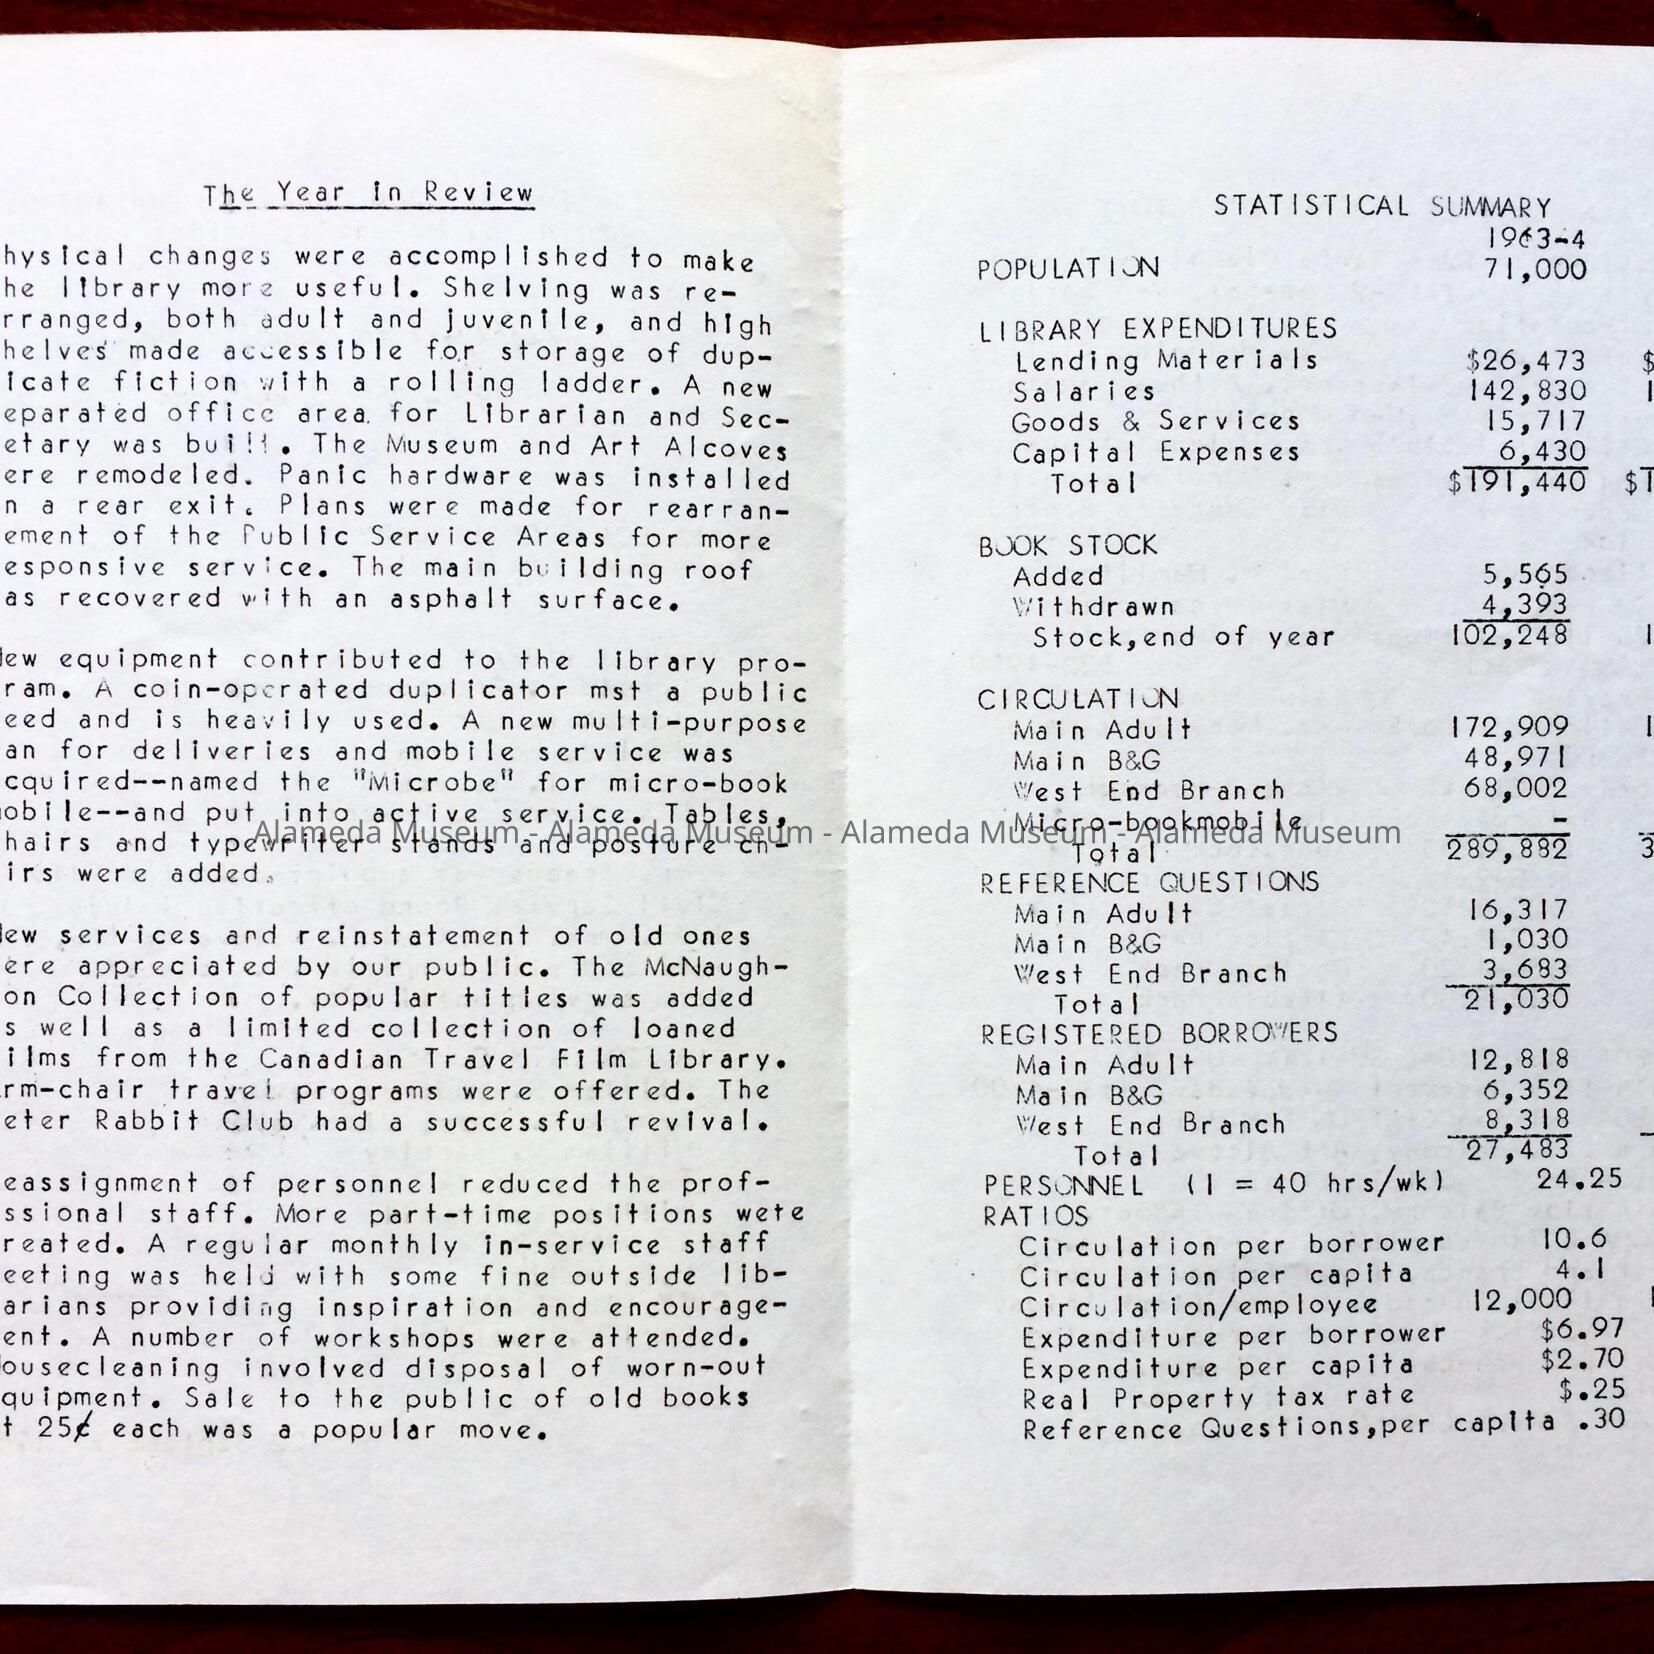 The Year in Review
hysical changes were accomplished to make
he library more useful. Shelving was re-
rranged, both adult and juvenile, and high
helves made accessible for storage of dup-
icate fiction with a rolling ladder. A new
eparated office area. for Librarian and Sec-
etary was built. The Museum and Art Alcoves
ere remodeled. Panic hardware was installed
n a rear exit. Plans were made for rearran-
ement of the Public Service Areas for more
esponsive service. The main building roof
as recovered with an asphalt surface.
ew equipment contributed to the library pro-
ram. A coin-operated duplicator mst a public
eed and is heavily used. A new multi-purpose
an for deliveries and mobile service was
cquired--named the "Microbe" for micro-book
obile--and put into active service. Tables,
hairs and typewriter stands and posture ch-
irs were added.
ew services and reinstatement of old ones
ere appreciated by our public. The McNaugh-
on Collection of popular titles was added
s well as a limited collection of loaned
ilms from the Canadian Travel Film Library.
rm-chair travel programs were offered. The
eter Rabbit Club had a successful revival.
eassignment of personnel reduced the prof-
ssional staff. More part-time positions wete
reated. A regular monthly in-service staff
eeting was held with some fine outside lib-
arians providing inspiration and encourage-
ent. A number of workshops were attended.
ousecleaning involved disposal of worn-out
quipment. Sale to the public of old books
t 25¢ each was a popular move.
STATISTICAL SUMMARY
1963-4
POPULATION 71,000
LIBRARY EXPENDITURES
Lending Materials $26,473 $
Salaries 142,830 1
Goods & Services 15,717
Capital Expenses 6,430
Total $191,440 $1
BOOK STOCK
Added 5,565
Withdrawn 4,393
Stock,end of year 102,248 1
CIRCULATION
Main Adult 172,909 1
Main B&G 48,971
West End Branch 68,002
Micro-bookmobile -
Total 289,882 3
REFERENCE QUESTIONS
Main Adult 16,317
Main B&G 1,030
West End Branch 3,683
Total 21,030
REGISTERED BORROWERS
Main Adult 12,818
Main B&G 6,352
West End Branch 8,318
Total 27,483
PERSONNEL (1 = 40 hrs/wk) 24.25
RATIOS
Circulation per borrower 10.6
Circulation per capita 4.1
Circulation/employee 12,000 1
Expenditure per borrower $6.97
Expenditure per capita $2.70
Real Property tax rate $.25
Reference Questions,per capita .30
Alameda Museum - Alameda Museum - Alameda Museum - Alameda Museum